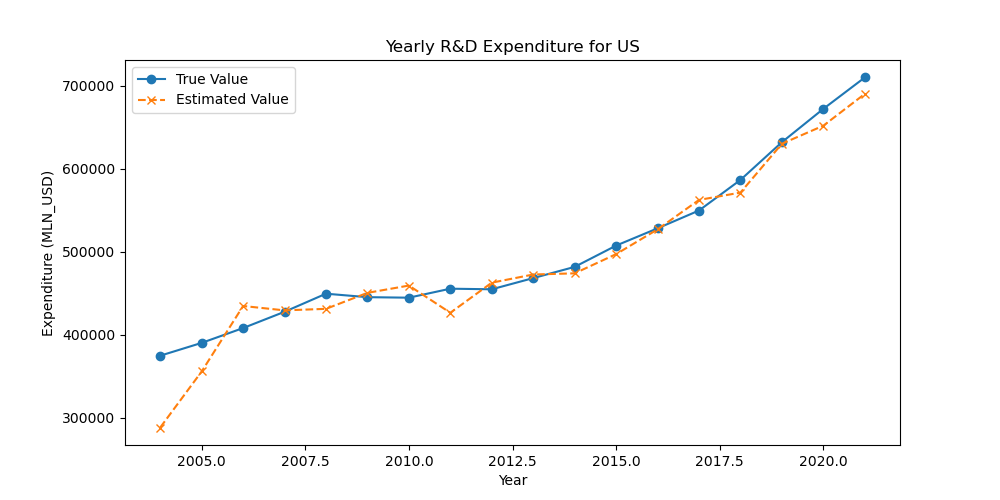 Yearly R&D Expenditure for US
True Value
Estimated Value
700000
600000
500000
400000
300000
Expenditure (MLN_USD)
2005.0 2007.5 2010.0 2012.5 2015.0 2017.5 2020.0
Year